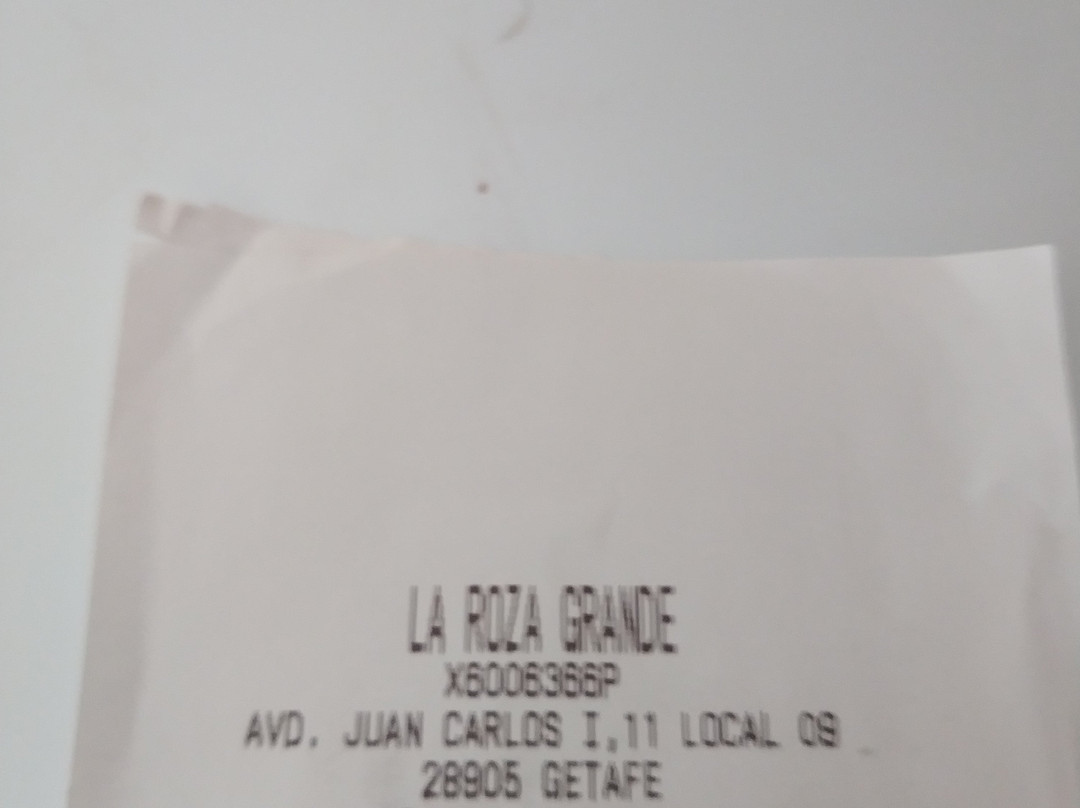 LA ROZA GRANDE
X6006366P
AVD. JUAN CARLOS I,11 LOCAL 09
28905 GETAFE